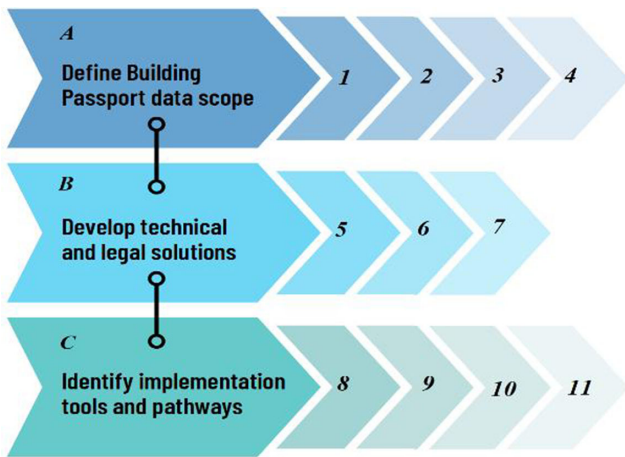 A
Define Building
Passport data scope
1 2 3 4
B
Develop technical
and legal solutions
5 6 7
C
Identify implementation
tools and pathways
8 9 10 11